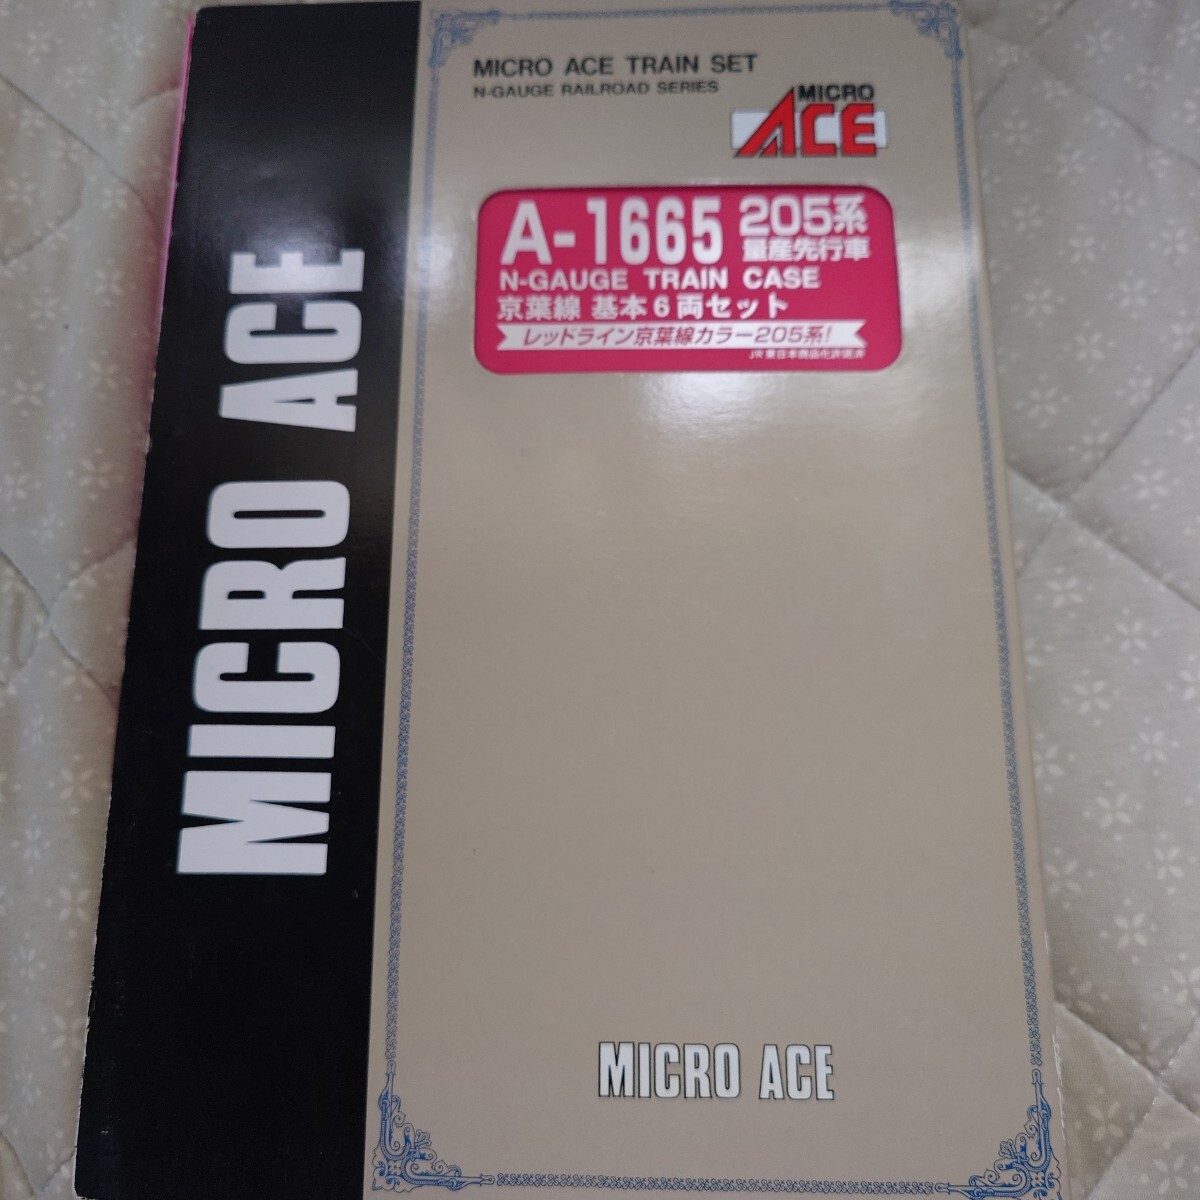 MICRO ACE TRAIN SET
N-GAUGE RAILROAD SERIES
MICRO
ACE
A-1665 205系
量産先行車
N-GAUGE TRAIN CASE
京葉線 基本6両セット
レッドライン京葉線カラー205系!
JR東日本商品化許諾済
MICRO ACE
MICRO ACE